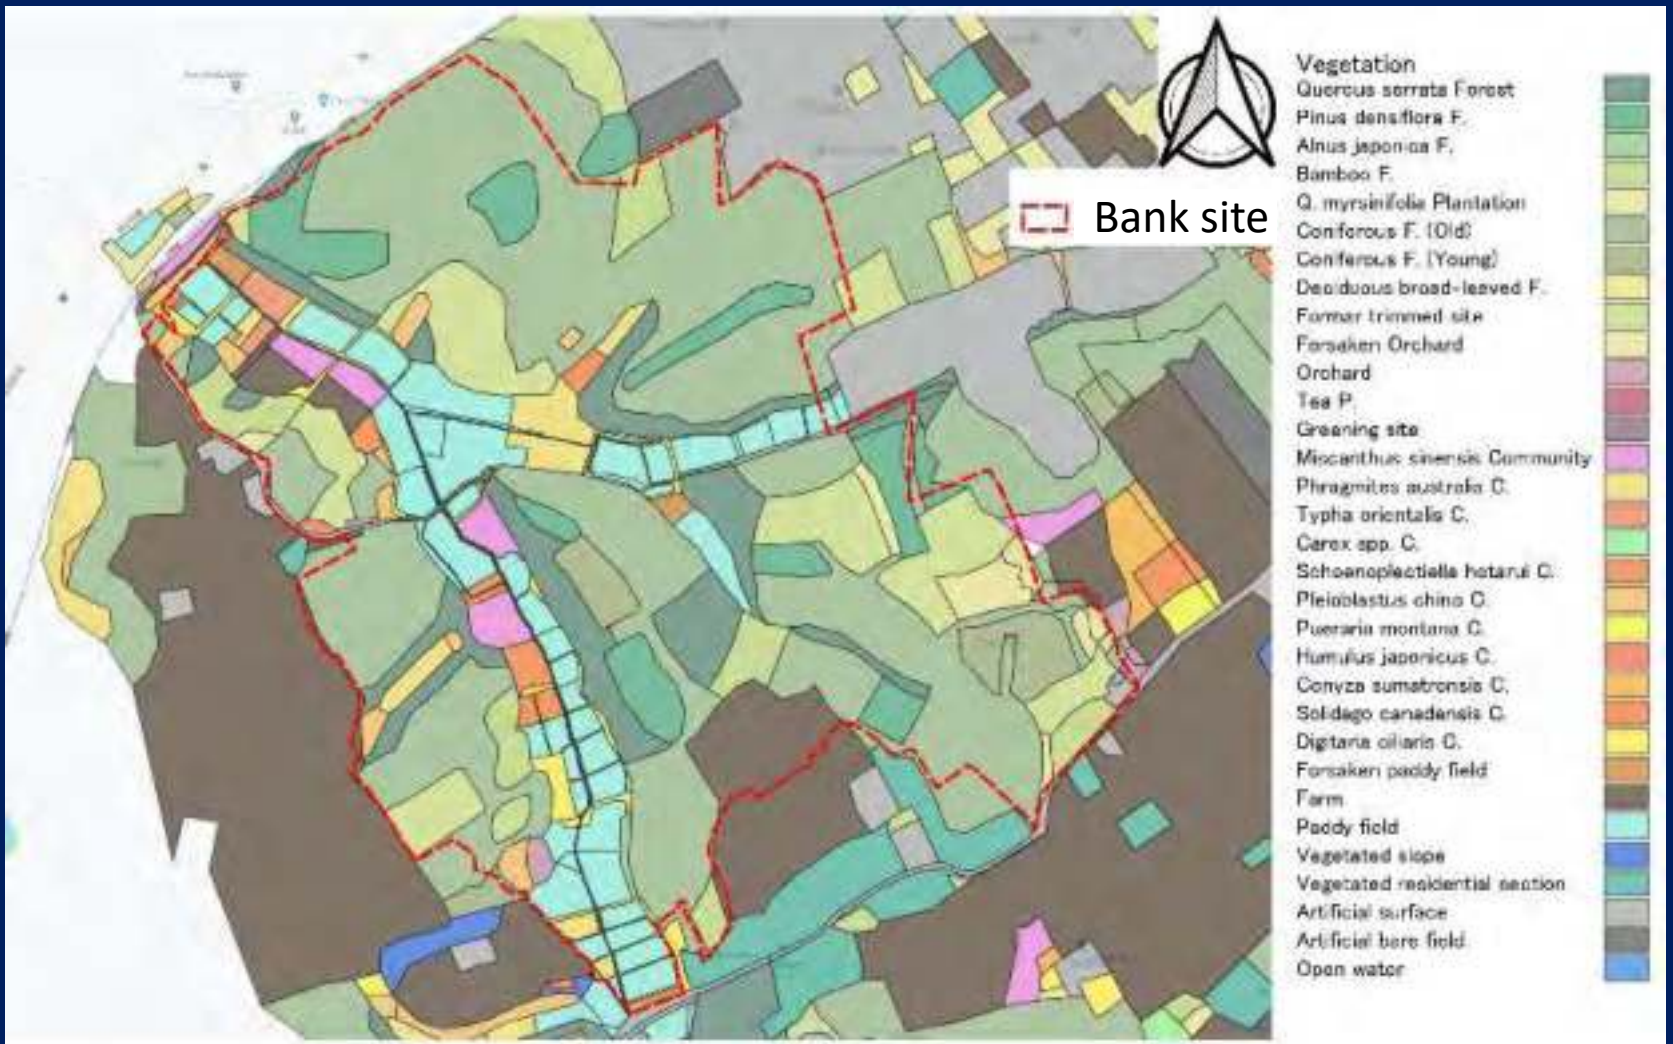 Bank site
Vegetation
Quercus serrata Forest
Pinus densiflora F.
Alnus japonica F.
Bamboo F.
Q. myrsinifolia Plantation
Coniferous F. (Old)
Coniferous F. (Young)
Deciduous broad-leaved F.
Former trimmed site
Forsaken Orchard
Orchard
Tea P.
Greening site
Miscanthus sinensis Community
Phragmites australis C.
Typha orientalis C.
Carex spp. C.
Schoenoplectiella hotarui C.
Pleioblastus chino C.
Pueraria montana C.
Humulus japonicus C.
Conyza sumatrensis C.
Solidago canadensis C.
Digitaria ciliaris C.
Forsaken paddy field
Farm
Paddy field
Vegetated slope
Vegetated residential section
Artificial surface
Artificial bare field
Open water